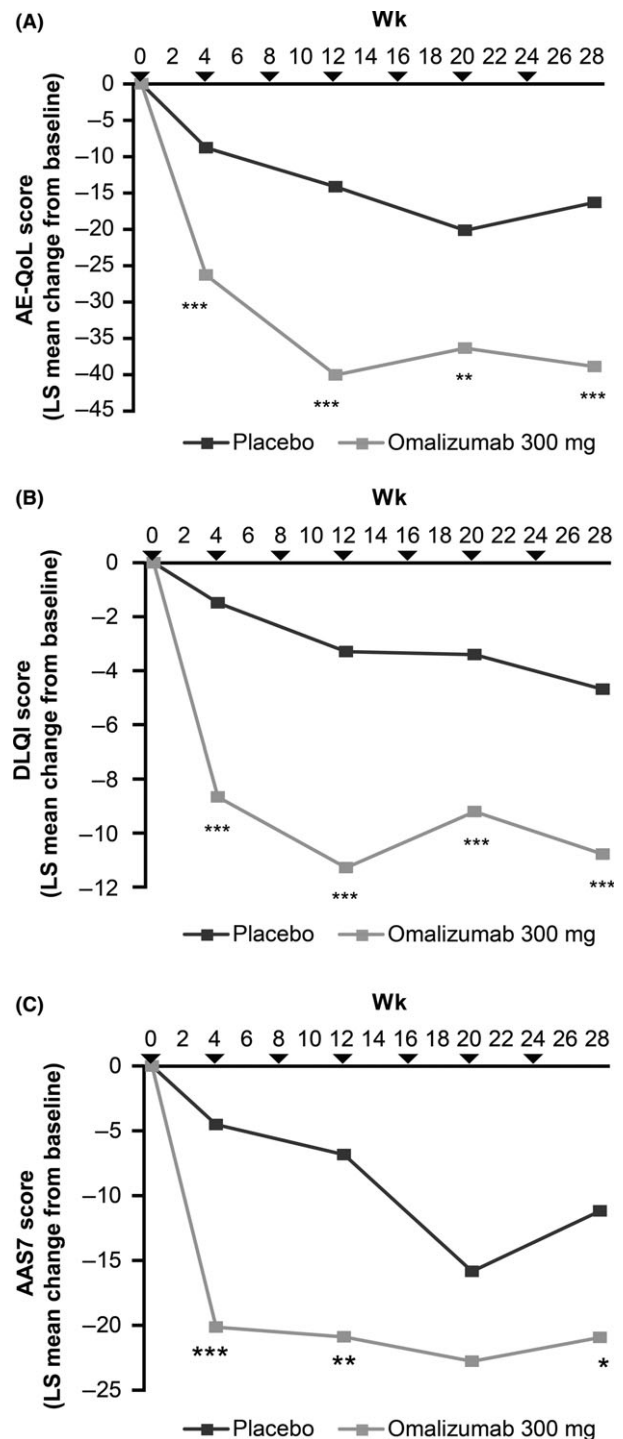 (A)
Wk
0 2 4 6 8 10 12 14 16 18 20 22 24 26 28
0
–5
–10
–15
–20
–25
–30
–35
–40
–45
AE-QoL score
(LS mean change from baseline)
***
***
**
***
Placebo Omalizumab 300 mg
(B)
Wk
0 2 4 6 8 10 12 14 16 18 20 22 24 26 28
0
–2
–4
–6
–8
–10
–12
DLQI score
(LS mean change from baseline)
***
***
***
***
Placebo Omalizumab 300 mg
(C)
Wk
0 2 4 6 8 10 12 14 16 18 20 22 24 26 28
0
–5
–10
–15
–20
–25
AAS7 score
(LS mean change from baseline)
***
**
*
Placebo Omalizumab 300 mg